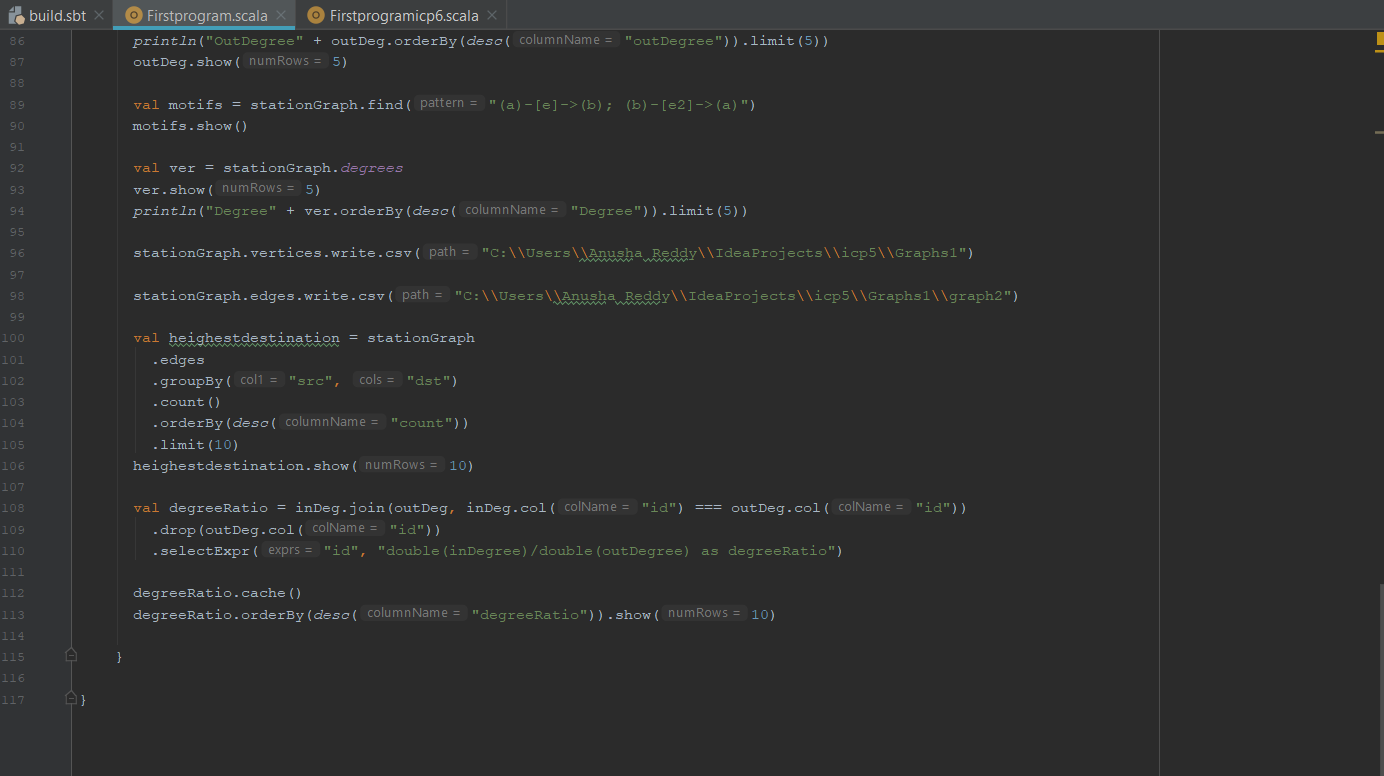 build.sbt Firstprogram.scala Firstprogramicp6.scala
86 println("OutDegree" + outDeg.orderBy(desc( columnName = "outDegree")).limit(5))
87 outDeg.show( numRows = 5)
88
89 val motifs = stationGraph.find( pattern = "(a)-[e]->(b); (b)-[e2]->(a)")
90 motifs.show()
91
92 val ver = stationGraph.degrees
93 ver.show( numRows = 5)
94 println("Degree" + ver.orderBy(desc( columnName = "Degree")).limit(5))
95
96 stationGraph.vertices.write.csv( path = "C:\\Users\\Anusha Reddy\\IdeaProjects\\icp5\\Graphs1")
97
98 stationGraph.edges.write.csv( path = "C:\\Users\\Anusha Reddy\\IdeaProjects\\icp5\\Graphs1\\graph2")
99
100 val heighestdestination = stationGraph
101 .edges
102 .groupBy( col1 = "src", cols = "dst")
103 .count()
104 .orderBy(desc( columnName = "count"))
105 .limit(10)
106 heighestdestination.show( numRows = 10)
107
108 val degreeRatio = inDeg.join(outDeg, inDeg.col( colName = "id") === outDeg.col( colName = "id"))
109 .drop(outDeg.col( colName = "id"))
110 .selectExpr( exprs = "id", "double(inDegree)/double(outDegree) as degreeRatio")
111
112 degreeRatio.cache()
113 degreeRatio.orderBy(desc( columnName = "degreeRatio")).show( numRows = 10)
114
115 }
116
117 }